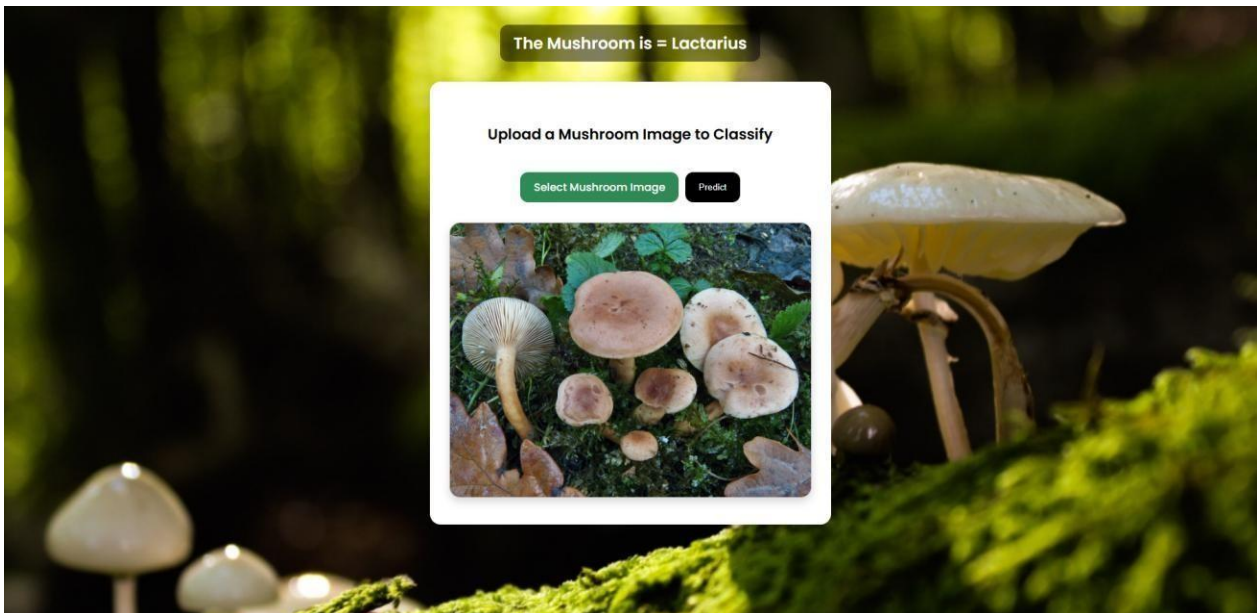 The Mushroom is = Lactarius
Upload a Mushroom Image to Classify
Select Mushroom Image
Predict